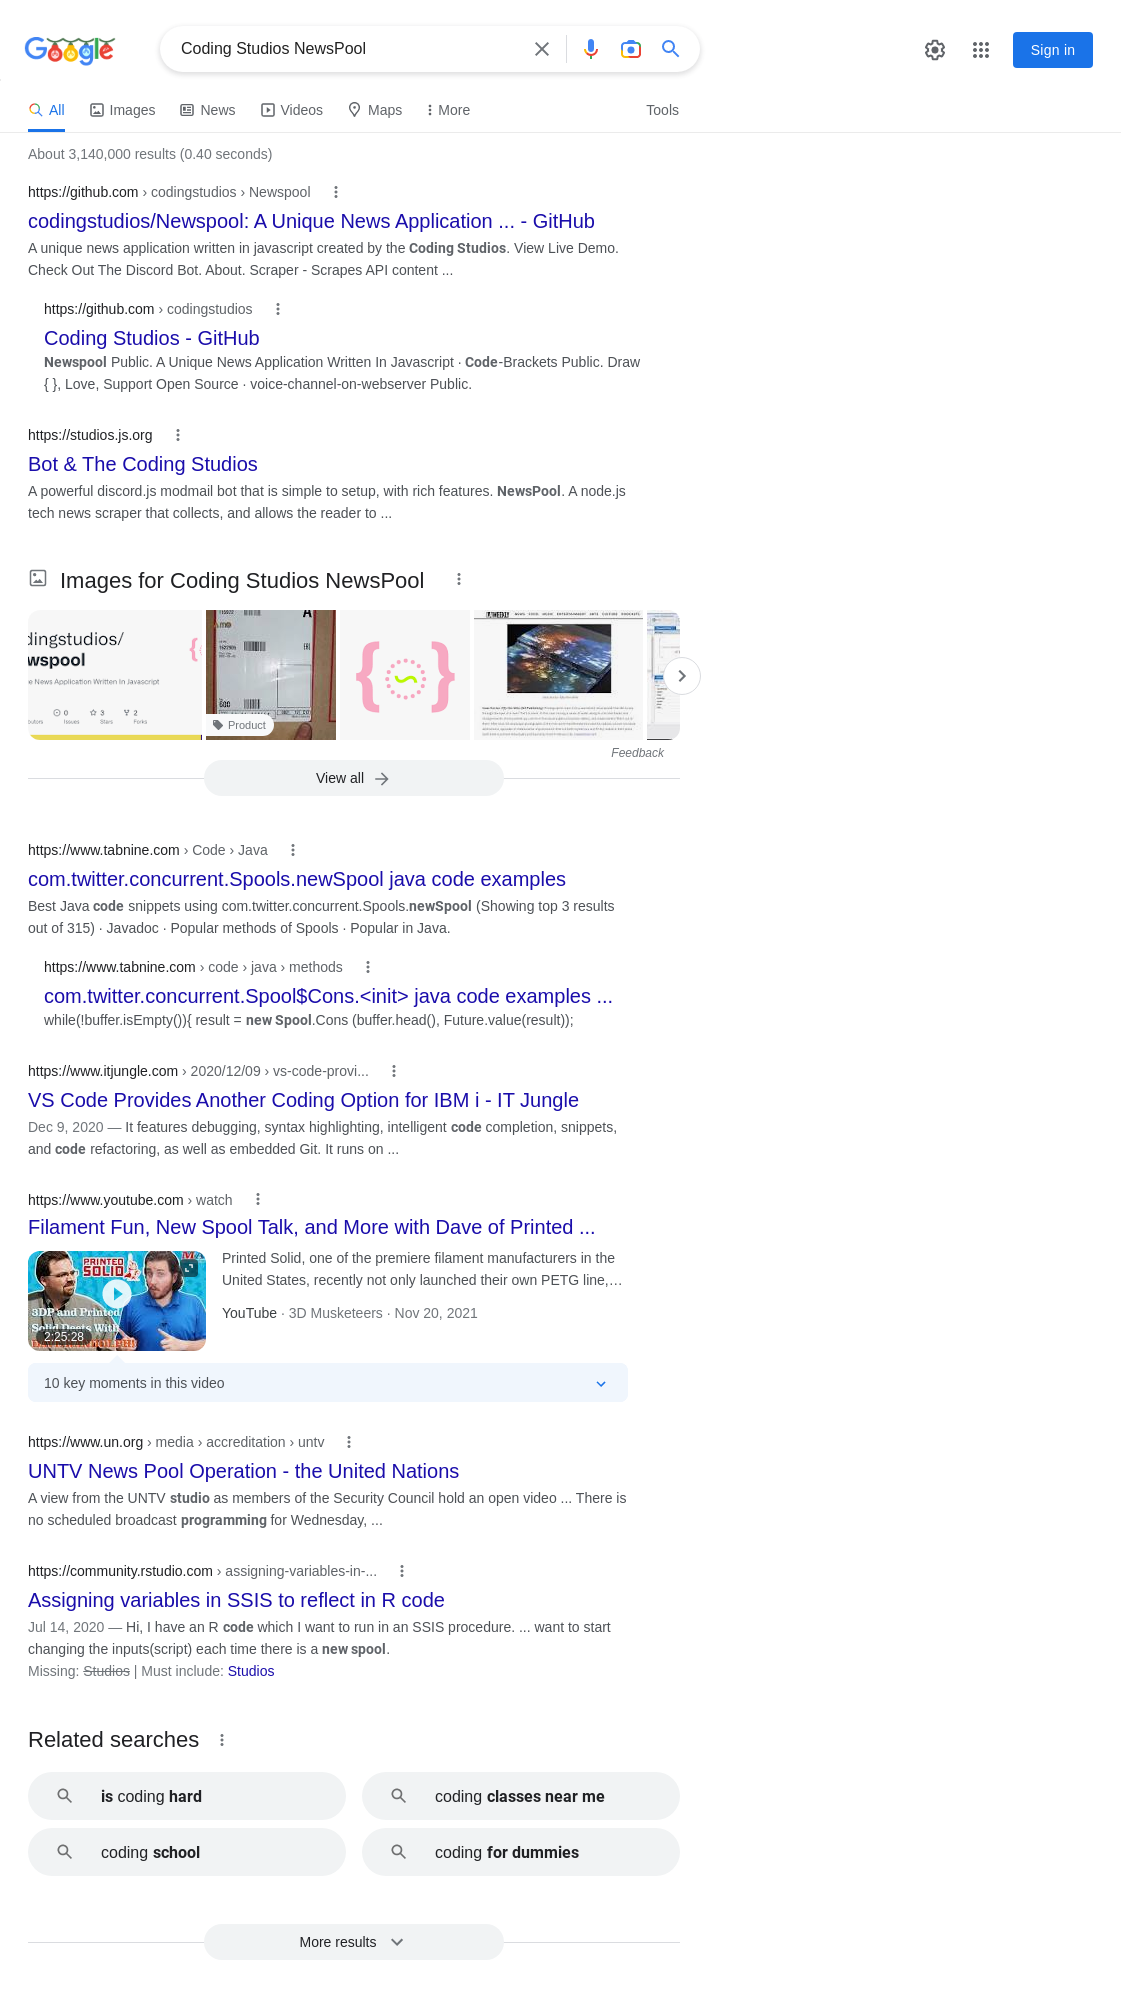 Google
Coding Studios NewsPool
Sign in
All
Images
News
Videos
Maps
More
Tools
About 3,140,000 results (0.40 seconds)
https://github.com › codingstudios › Newspool
codingstudios/Newspool: A Unique News Application ... - GitHub
A unique news application written in javascript created by the Coding Studios. View Live Demo.
Check Out The Discord Bot. About. Scraper - Scrapes API content ...
https://github.com › codingstudios
Coding Studios - GitHub
Newspool Public. A Unique News Application Written In Javascript · Code-Brackets Public. Draw
{ }, Love, Support Open Source · voice-channel-on-webserver Public.
https://studios.js.org
Bot & The Coding Studios
A powerful discord.js modmail bot that is simple to setup, with rich features. NewsPool. A node.js
tech news scraper that collects, and allows the reader to ...
Images for Coding Studios NewsPool
dingstudios/
wspool
e News Application Written In Javascript
0
3
2
Issues
Stars
Forks
Product
Feedback
View all
https://www.tabnine.com › Code › Java
com.twitter.concurrent.Spools.newSpool java code examples
Best Java code snippets using com.twitter.concurrent.Spools.newSpool (Showing top 3 results
out of 315) · Javadoc · Popular methods of Spools · Popular in Java.
https://www.tabnine.com › code › java › methods
com.twitter.concurrent.Spool$Cons.<init> java code examples ...
while(!buffer.isEmpty()){ result = new Spool.Cons (buffer.head(), Future.value(result));
https://www.itjungle.com › 2020/12/09 › vs-code-provi...
VS Code Provides Another Coding Option for IBM i - IT Jungle
Dec 9, 2020 — It features debugging, syntax highlighting, intelligent code completion, snippets,
and code refactoring, as well as embedded Git. It runs on ...
https://www.youtube.com › watch
Filament Fun, New Spool Talk, and More with Dave of Printed ...
PRINTED
SOLID
3DP and Printed
Solid Deets With
2:25:28
Printed Solid, one of the premiere filament manufacturers in the
United States, recently not only launched their own PETG line,...
YouTube · 3D Musketeers · Nov 20, 2021
10 key moments in this video
https://www.un.org › media › accreditation › untv
UNTV News Pool Operation - the United Nations
A view from the UNTV studio as members of the Security Council hold an open video ... There is
no scheduled broadcast programming for Wednesday, ...
https://community.rstudio.com › assigning-variables-in-...
Assigning variables in SSIS to reflect in R code
Jul 14, 2020 — Hi, I have an R code which I want to run in an SSIS procedure. ... want to start
changing the inputs(script) each time there is a new spool.
Missing: Studios | Must include: Studios
Related searches
is coding hard
coding classes near me
coding school
coding for dummies
More results